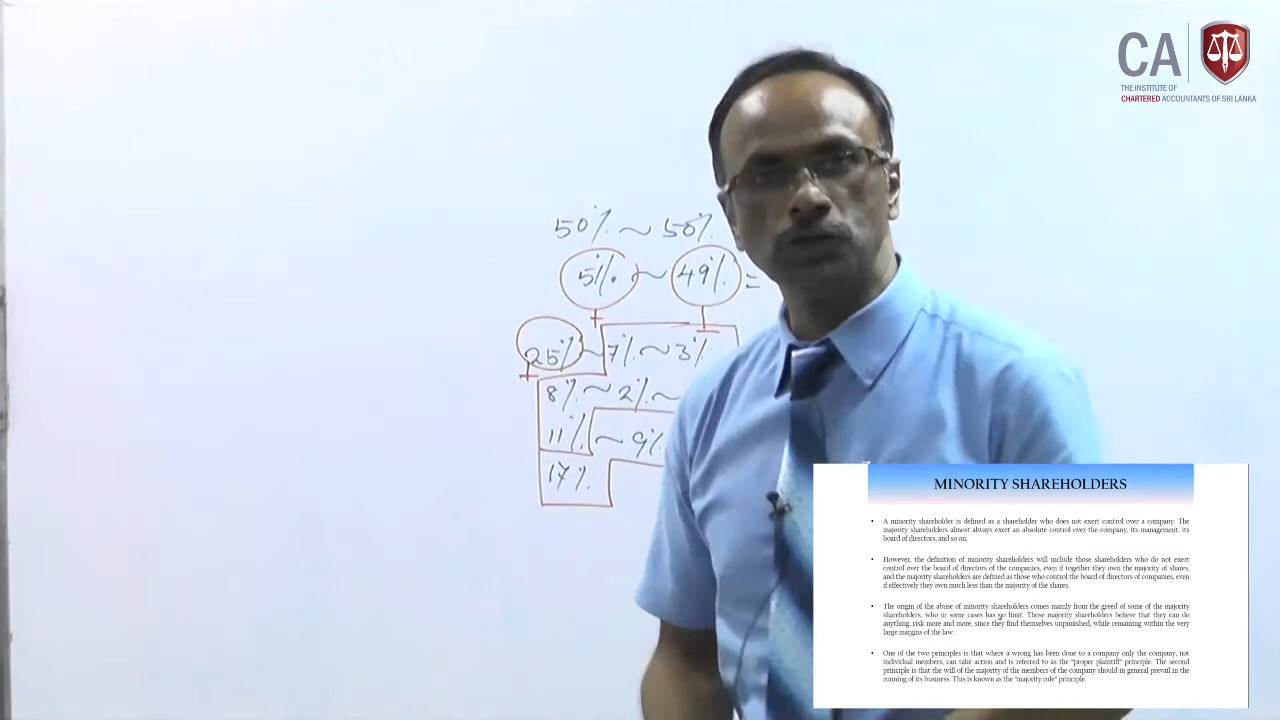 CA
THE INSTITUTE OF
CHARTERED ACCOUNTANTS OF SRI LANKA
50% ~ 50%
51% ~ 49% =
25% ~ 7% ~ 3%
8% ~ 2% ~
11% ~ 9%
17%
MINORITY SHAREHOLDERS
• A minority shareholder is defined as a shareholder who does not exert control over a company. The
majority shareholders almost always exert an absolute control over the company, its management, its
board of directors, and so on.
• However, the definition of minority shareholders will include those shareholders who do not exert
control over the board of directors of the companies, even if together they own the majority of shares,
and the majority shareholders are defined as those who control the board of directors of companies, even
if effectively they own much less than the majority of the shares.
• The origin of the abuse of minority shareholders comes mainly from the greed of some of the majority
shareholders, who in some cases has no limit. Those majority shareholders believe that they can do
anything, risk more and more, since they find themselves unpunished, while remaining within the very
large margins of the law.
• One of the two principles is that where a wrong has been done to a company only the company, not
individual members, can take action and is referred to as the "proper plaintiff" principle. The second
principle is that the will of the majority of the members of the company should in general prevail in the
running of its business. This is known as the "majority rule" principle.